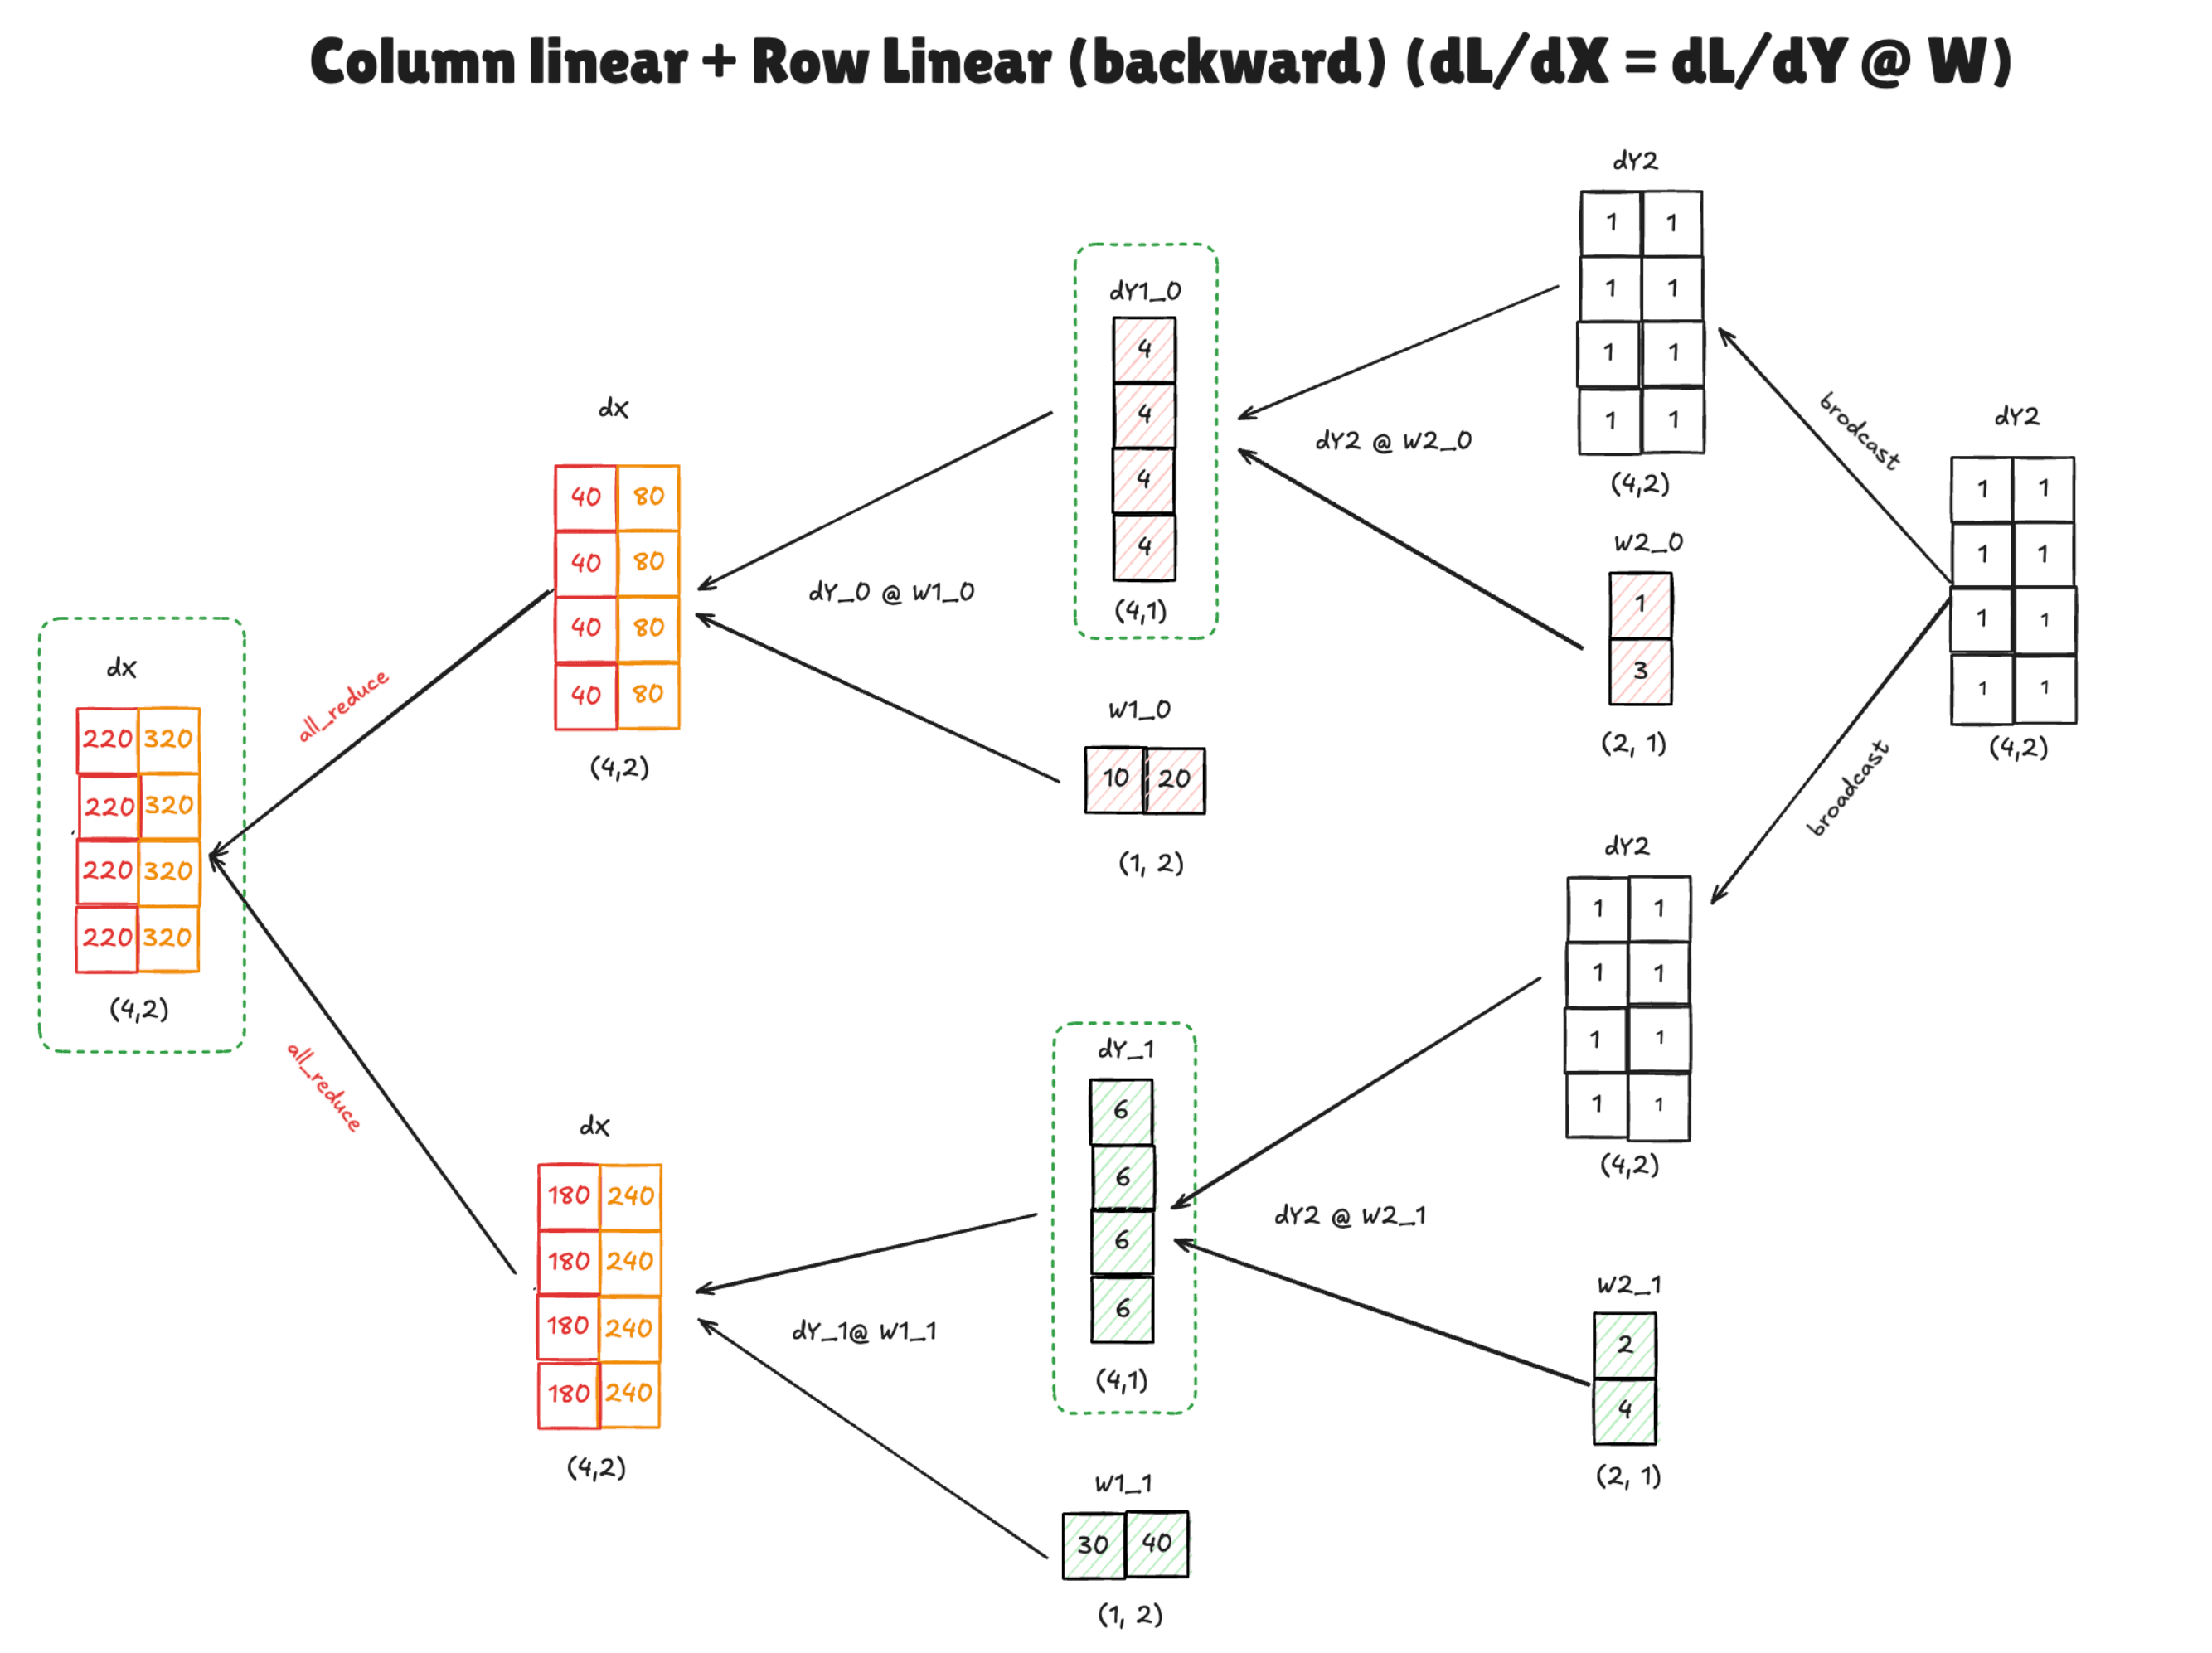 Column linear + Row Linear (backward) (dL/dX = dL/dY @ W)
dY2
1 1
1 1
1 1
1 1
(4,2)
brodcast
dY2
1 1
1 1
1 1
1 1
(4,2)
broadcast
dY1_0
4
4
4
4
(4,1)
dY2 @ W2_0
W2_0
1
3
(2, 1)
dX
40 80
40 80
40 80
40 80
(4,2)
dY_0 @ W1_0
W1_0
10 20
(1, 2)
dX
220 320
220 320
220 320
220 320
(4,2)
all_reduce
all_reduce
dY2
1 1
1 1
1 1
1 1
(4,2)
dY_1
6
6
6
6
(4,1)
dY2 @ W2_1
W2_1
2
4
(2, 1)
dX
180 240
180 240
180 240
180 240
(4,2)
dY_1@ W1_1
W1_1
30 40
(1, 2)